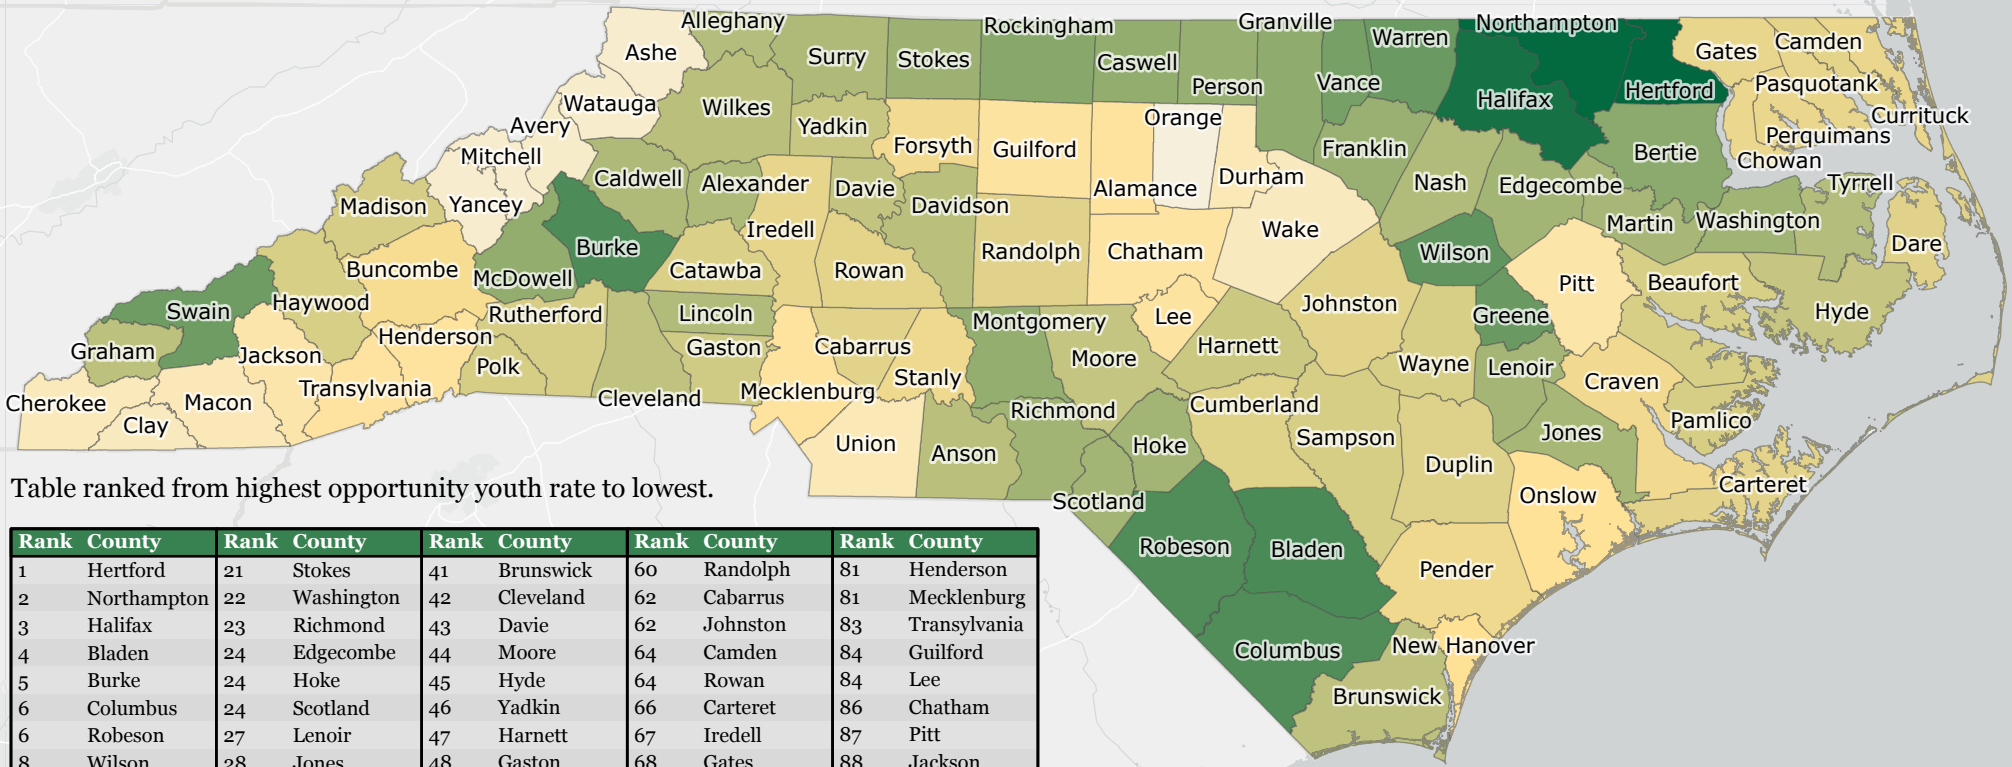 Alleghany
Rockingham
Granville
Northampton
Ashe
Surry
Stokes
Caswell
Person
Vance
Warren
Halifax
Hertford
Gates
Camden
Pasquotank
Currituck
Perquimans
Chowan
Watauga
Wilkes
Yadkin
Forsyth
Guilford
Orange
Alamance
Durham
Franklin
Nash
Edgecombe
Bertie
Tyrrell
Avery
Mitchell
Yancey
Caldwell
Alexander
Davie
Davidson
Iredell
Madison
Martin
Washington
Dare
Buncombe
McDowell
Burke
Catawba
Rowan
Randolph
Chatham
Wake
Wilson
Pitt
Beaufort
Hyde
Swain
Haywood
Rutherford
Lincoln
Montgomery
Lee
Johnston
Greene
Graham
Jackson
Henderson
Polk
Gaston
Cabarrus
Stanly
Moore
Harnett
Wayne
Lenoir
Craven
Cherokee
Clay
Macon
Transylvania
Cleveland
Mecklenburg
Union
Anson
Richmond
Hoke
Cumberland
Sampson
Duplin
Jones
Pamlico
Carteret
Onslow
Scotland
Robeson
Bladen
Pender
Columbus
New Hanover
Brunswick
Table ranked from highest opportunity youth rate to lowest.
Rank County Rank County Rank County Rank County Rank County
1 Hertford 21 Stokes 41 Brunswick 60 Randolph 81 Henderson
2 Northampton 22 Washington 42 Cleveland 62 Cabarrus 81 Mecklenburg
3 Halifax 23 Richmond 43 Davie 62 Johnston 83 Transylvania
4 Bladen 24 Edgecombe 44 Moore 64 Camden 84 Guilford
5 Burke 24 Hoke 45 Hyde 64 Rowan 84 Lee
6 Columbus 24 Scotland 46 Yadkin 66 Carteret 86 Chatham
6 Robeson 27 Lenoir 47 Harnett 67 Iredell 87 Pitt
8 Wilson 28 Jones 48 Gaston 68 Gates 88 Jackson